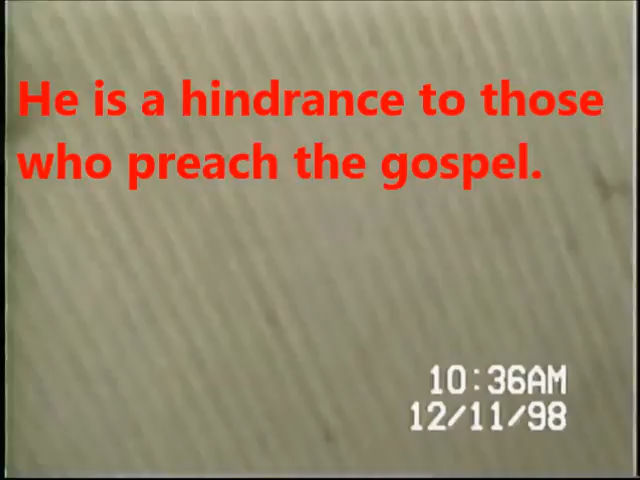 He is a hindrance to those
who preach the gospel.
10:36AM
12/11/98